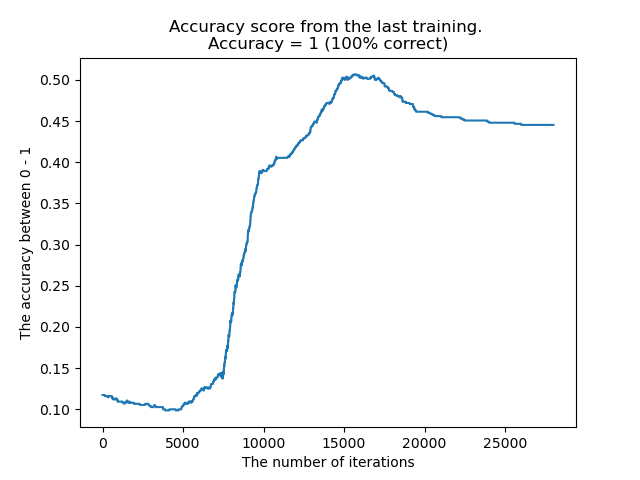 Accuracy score from the last training.
Accuracy = 1 (100% correct)
The accuracy between 0 - 1
0.50
0.45
0.40
0.35
0.30
0.25
0.20
0.15
0.10
0 5000 10000 15000 20000 25000
The number of iterations